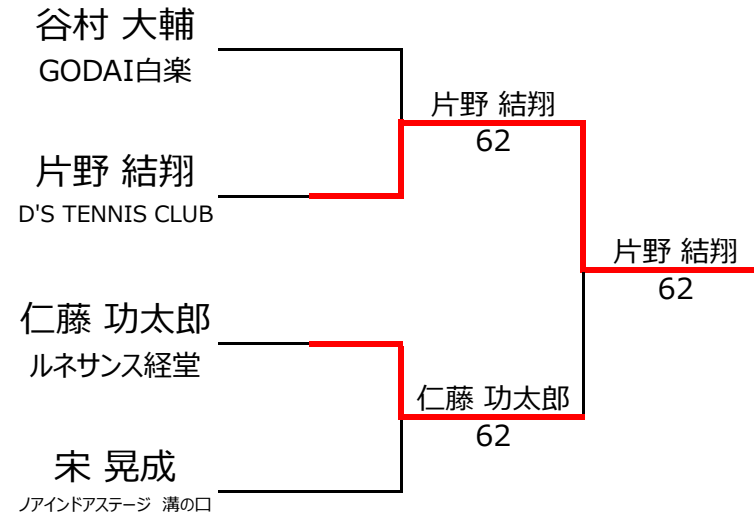 谷村 大輔
GODAI白楽
片野 結翔
62
片野 結翔
D'S TENNIS CLUB
片野 結翔
62
仁藤 功太郎
ルネサンス経堂
仁藤 功太郎
62
宋 晃成
ノアインドアステージ 溝の口